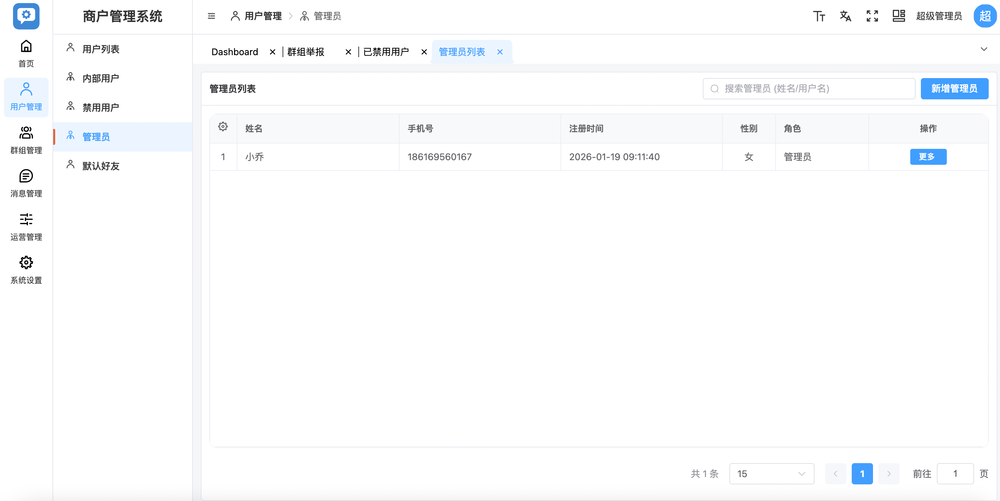 商户管理系统
用户管理
管理员
超级管理员
超
首页
用户管理
群组管理
消息管理
运营管理
系统设置
用户列表
内部用户
禁用用户
管理员
默认好友
Dashboard
群组举报
已禁用用户
管理员列表
管理员列表
搜索管理员 (姓名/用户名)
新增管理员
姓名 手机号 注册时间 性别 角色 操作
1 小乔 186169560167 2026-01-19 09:11:40 女 管理员 更多
共 1 条 15 1 前往 1 页